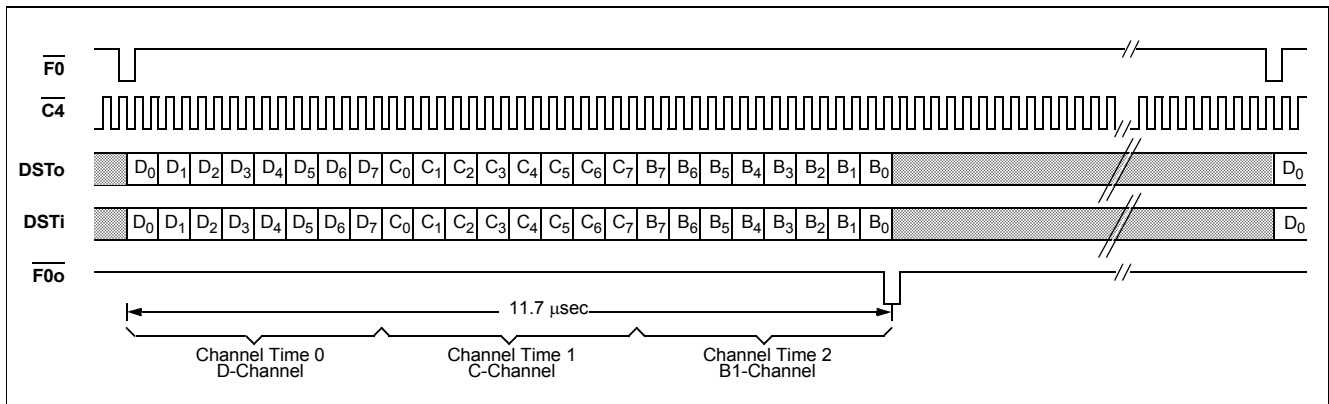 F0
C4
DSTo D0 D1 D2 D3 D4 D5 D6 D7 C0 C1 C2 C3 C4 C5 C6 C7 B7 B6 B5 B4 B3 B2 B1 B0 D0
DSTi D0 D1 D2 D3 D4 D5 D6 D7 C0 C1 C2 C3 C4 C5 C6 C7 B7 B6 B5 B4 B3 B2 B1 B0 D0
F0o
11.7 μsec
Channel Time 0 Channel Time 1 Channel Time 2
D-Channel C-Channel B1-Channel